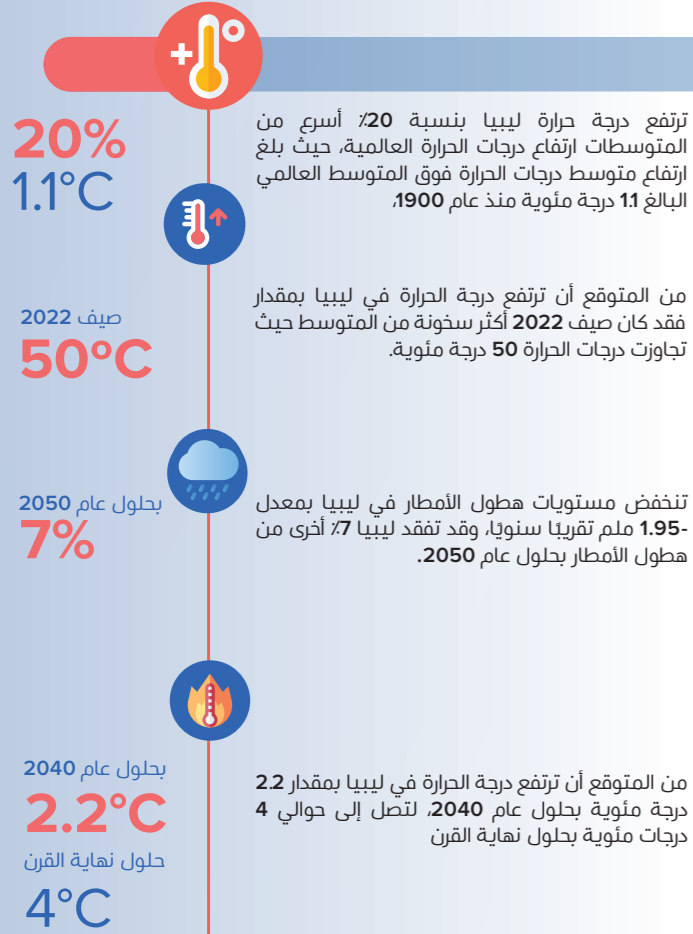 +
20%
1.1°C
ترتفع درجة حرارة ليبيا بنسبة 20٪ أسرع من
المتوسطات ارتفاع درجات الحرارة العالمية، حيث بلغ
ارتفاع متوسط درجات الحرارة فوق المتوسط العالمي
البالغ 1.1 درجة مئوية منذ عام 1900،
صيف 2022
50°C
من المتوقع أن ترتفع درجة الحرارة في ليبيا بمقدار
فقد كان صيف 2022 أكثر سخونة من المتوسط حيث
تجاوزت درجات الحرارة 50 درجة مئوية.
بحلول عام 2050
7%
تنخفض مستويات هطول الأمطار في ليبيا بمعدل
-1.95 ملم تقريبًا سنويًا، وقد تفقد ليبيا 7٪ أخرى من
هطول الأمطار بحلول عام 2050.
بحلول عام 2040
2.2°C
حلول نهاية القرن
4°C
من المتوقع أن ترتفع درجة الحرارة في ليبيا بمقدار 2.2
درجة مئوية بحلول عام 2040، لتصل إلى حوالي 4
درجات مئوية بحلول نهاية القرن